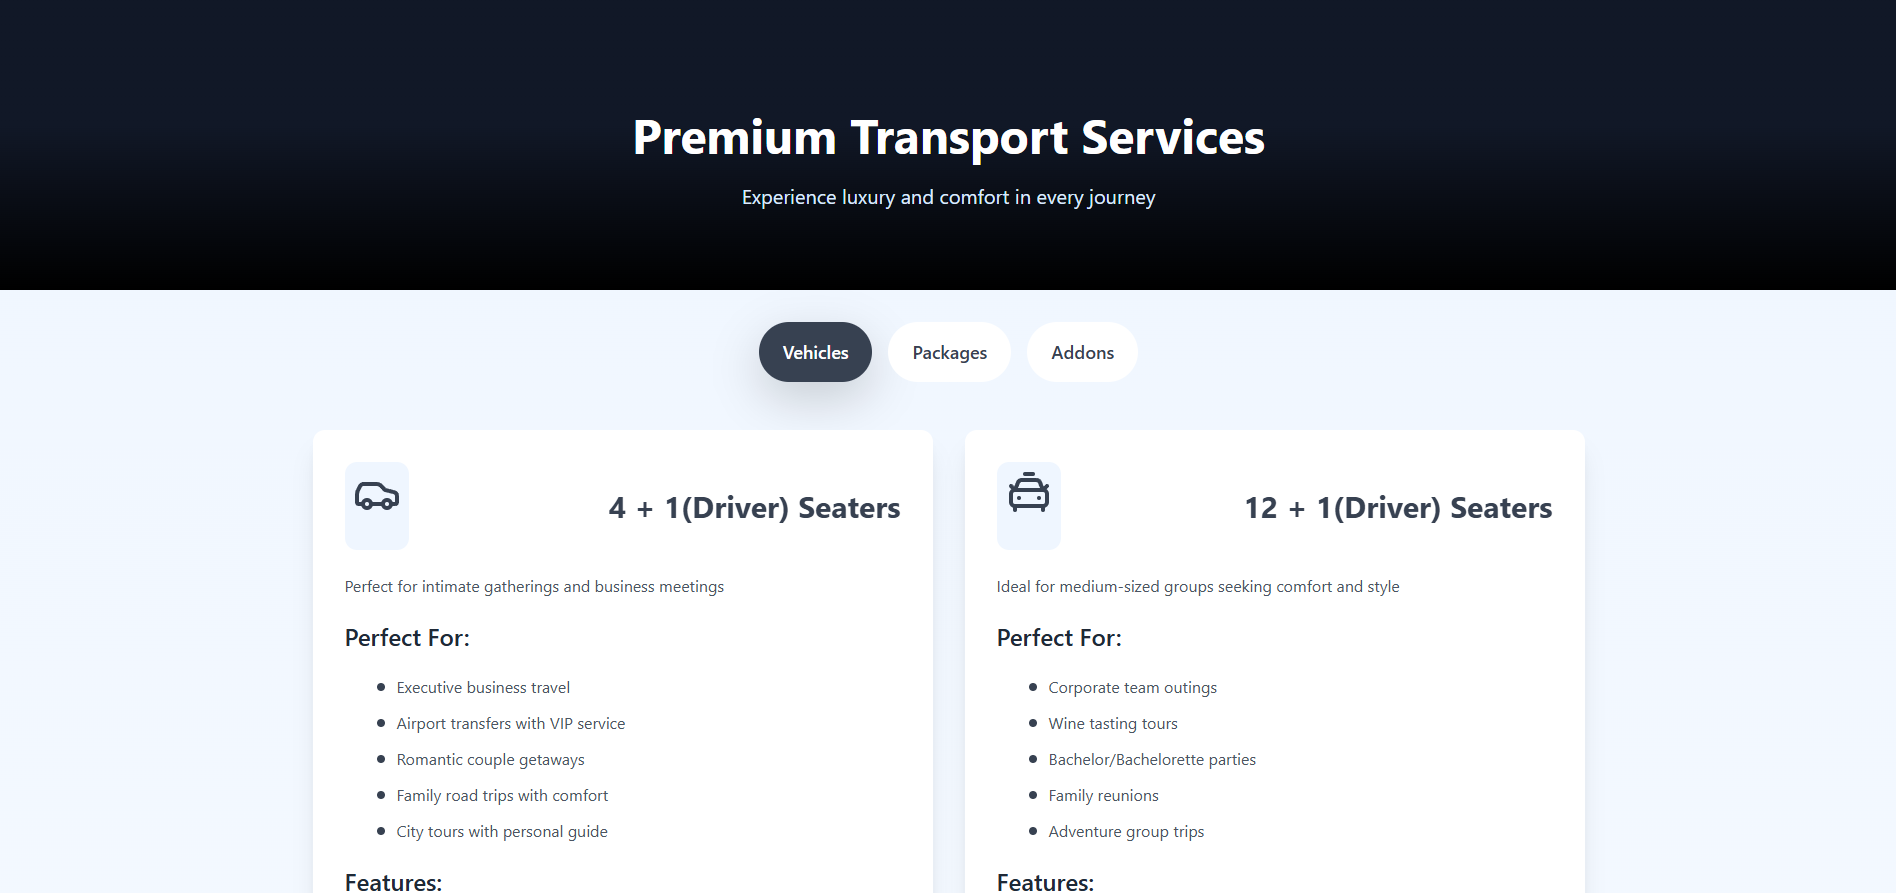 Premium Transport Services
Experience luxury and comfort in every journey
Vehicles
Packages
Addons
4 + 1(Driver) Seaters
Perfect for intimate gatherings and business meetings
Perfect For:
Executive business travel
Airport transfers with VIP service
Romantic couple getaways
Family road trips with comfort
City tours with personal guide
Features:
12 + 1(Driver) Seaters
Ideal for medium-sized groups seeking comfort and style
Perfect For:
Corporate team outings
Wine tasting tours
Bachelor/Bachelorette parties
Family reunions
Adventure group trips
Features: